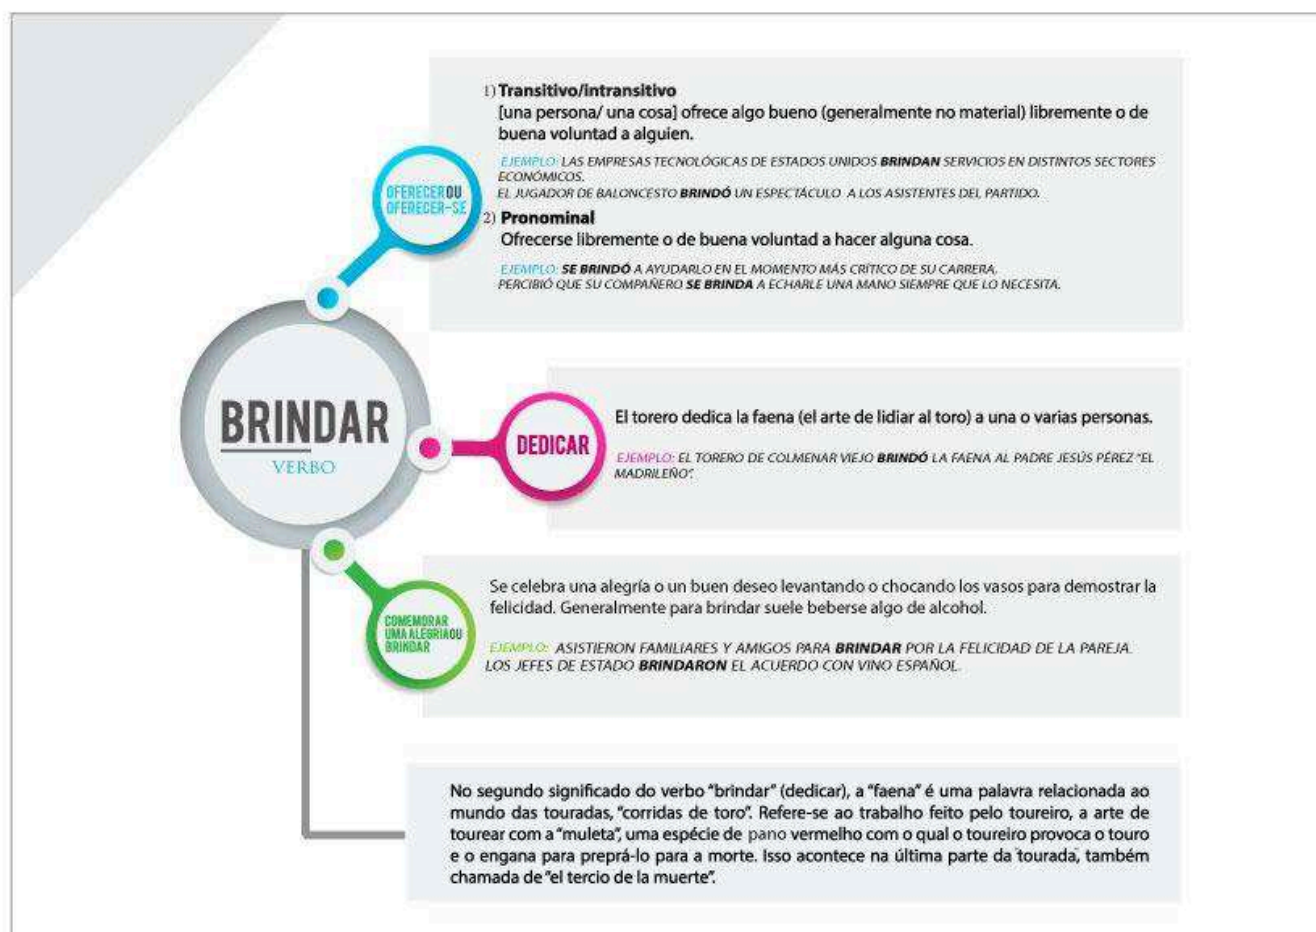 BRINDAR
VERBO
OFERECER OU
OFERECER-SE
1) Transitivo/intransitivo
[una persona/ una cosa] ofrece algo bueno (generalmente no material) libremente o de
buena voluntad a alguien.
EJEMPLO: LAS EMPRESAS TECNOLÓGICAS DE ESTADOS UNIDOS BRINDAN SERVICIOS EN DISTINTOS SECTORES
ECONÓMICOS.
EL JUGADOR DE BALONCESTO BRINDÓ UN ESPECTÁCULO A LOS ASISTENTES DEL PARTIDO.
2) Pronominal
Ofrecerse libremente o de buena voluntad a hacer alguna cosa.
EJEMPLO: SE BRINDÓ A AYUDARLO EN EL MOMENTO MÁS CRÍTICO DE SU CARRERA.
PERCIBIÓ QUE SU COMPAÑERO SE BRINDA A ECHARLE UNA MANO SIEMPRE QUE LO NECESITA.
DEDICAR
El torero dedica la faena (el arte de lidiar al toro) a una o varias personas.
EJEMPLO: EL TORERO DE COLMENAR VIEJO BRINDÓ LA FAENA AL PADRE JESÚS PÉREZ "EL
MADRILEÑO".
COMEMORAR
UMA ALEGRIA OU
BRINDAR
Se celebra una alegría o un buen deseo levantando o chocando los vasos para demostrar la
felicidad. Generalmente para brindar suele beberse algo de alcohol.
EJEMPLO: ASISTIERON FAMILIARES Y AMIGOS PARA BRINDAR POR LA FELICIDAD DE LA PAREJA.
LOS JEFES DE ESTADO BRINDARON EL ACUERDO CON VINO ESPAÑOL.
No segundo significado do verbo "brindar" (dedicar), a "faena" é uma palavra relacionada ao
mundo das touradas, "corridas de toro". Refere-se ao trabalho feito pelo toureiro, a arte de
tourear com a "muleta", uma espécie de pano vermelho com o qual o toureiro provoca o touro
e o engana para preprá-lo para a morte. Isso acontece na última parte da tourada, também
chamada de "el tercio de la muerte".